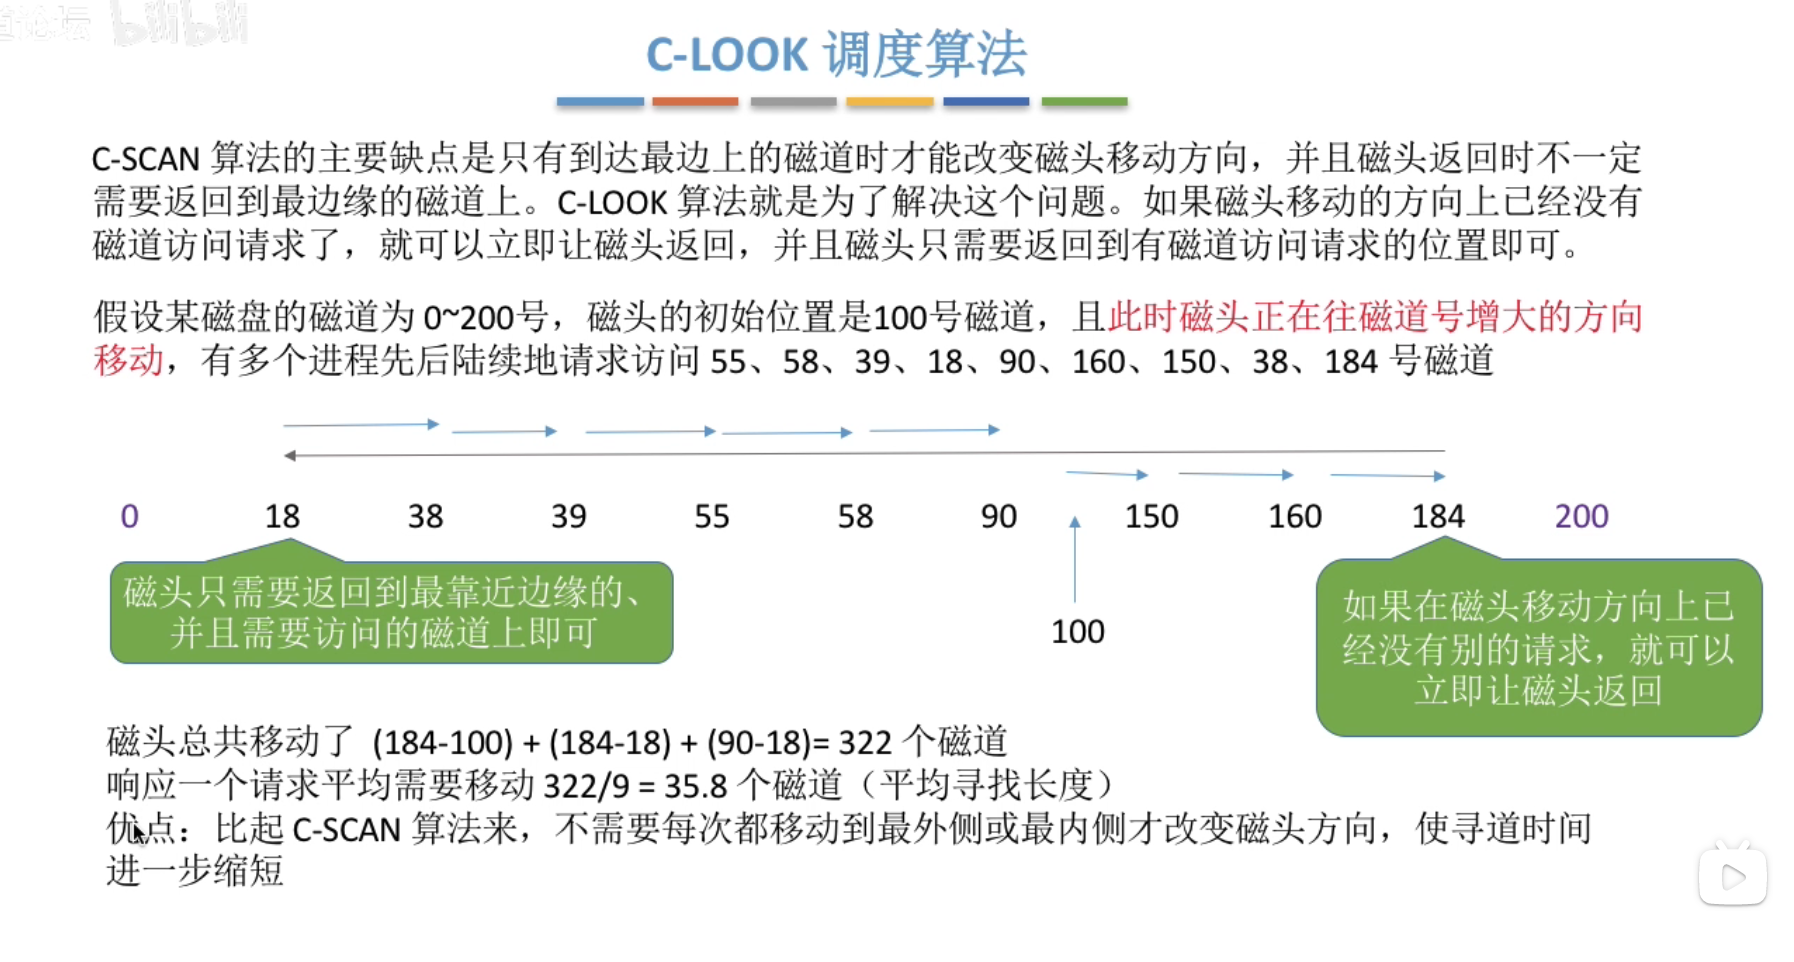 道论坛 bilibili
C-LOOK 调度算法
C-SCAN 算法的主要缺点是只有到达最边上的磁道时才能改变磁头移动方向，并且磁头返回时不一定
需要返回到最边缘的磁道上。C-LOOK 算法就是为了解决这个问题。如果磁头移动的方向上已经没有
磁道访问请求了，就可以立即让磁头返回，并且磁头只需要返回到有磁道访问请求的位置即可。
假设某磁盘的磁道为 0~200号，磁头的初始位置是100号磁道，且此时磁头正在往磁道号增大的方向
移动，有多个进程先后陆续地请求访问 55、58、39、18、90、160、150、38、184 号磁道
0 18 38 39 55 58 90 150 160 184 200
磁头只需要返回到最靠近边缘的、
并且需要访问的磁道上即可
100
如果在磁头移动方向上已
经没有别的请求，就可以
立即让磁头返回
磁头总共移动了 (184-100) + (184-18) + (90-18)= 322 个磁道
响应一个请求平均需要移动 322/9 = 35.8 个磁道（平均寻找长度）
优点：比起 C-SCAN 算法来，不需要每次都移动到最外侧或最内侧才改变磁头方向，使寻道时间
进一步缩短